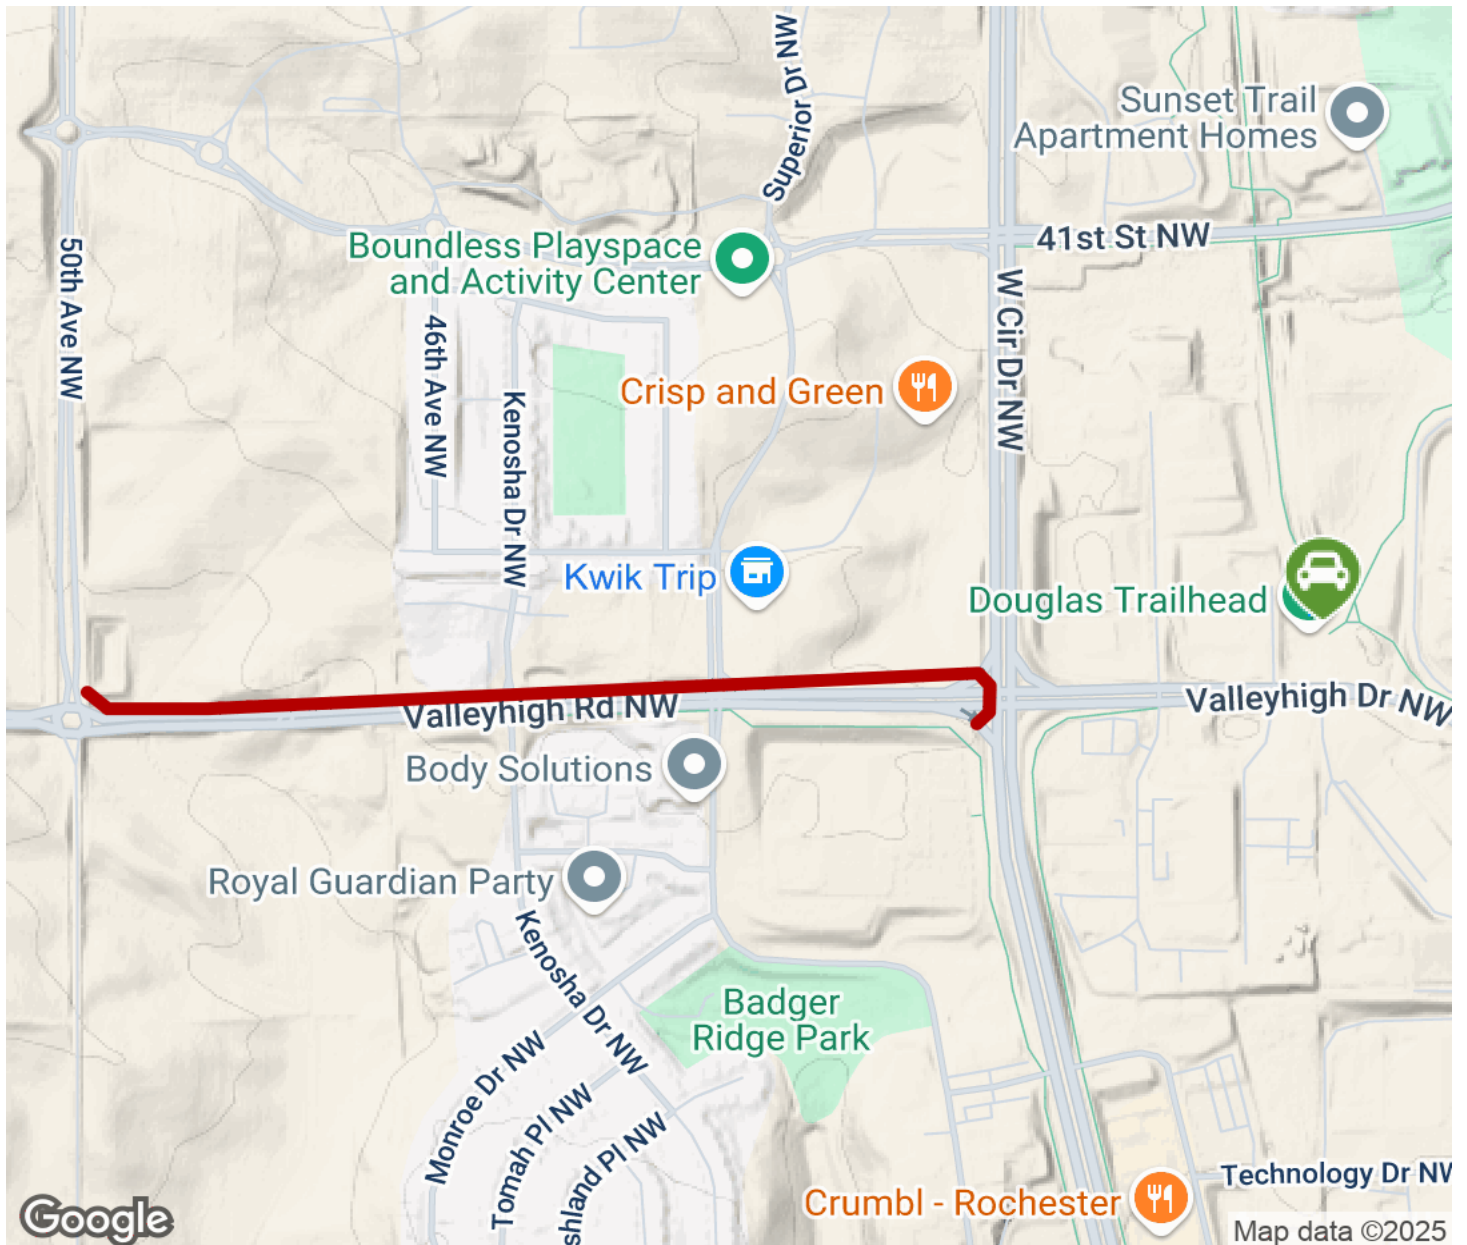 Superior Dr NW
Sunset Trail
Apartment Homes
50th Ave NW
Boundless Playspace
and Activity Center
41st St NW
W Cir Dr NW
46th Ave NW
Kenosha Dr NW
Crisp and Green
Kwik Trip
Douglas Trailhead
Valleyhigh Rd NW
Valleyhigh Dr NW
Body Solutions
Royal Guardian Party
Kenosha Dr NW
Badger
Ridge Park
Monroe Dr NW
Tomah Pl NW
shland Pl NW
Technology Dr NW
Crumbl - Rochester
Google
Map data ©2025